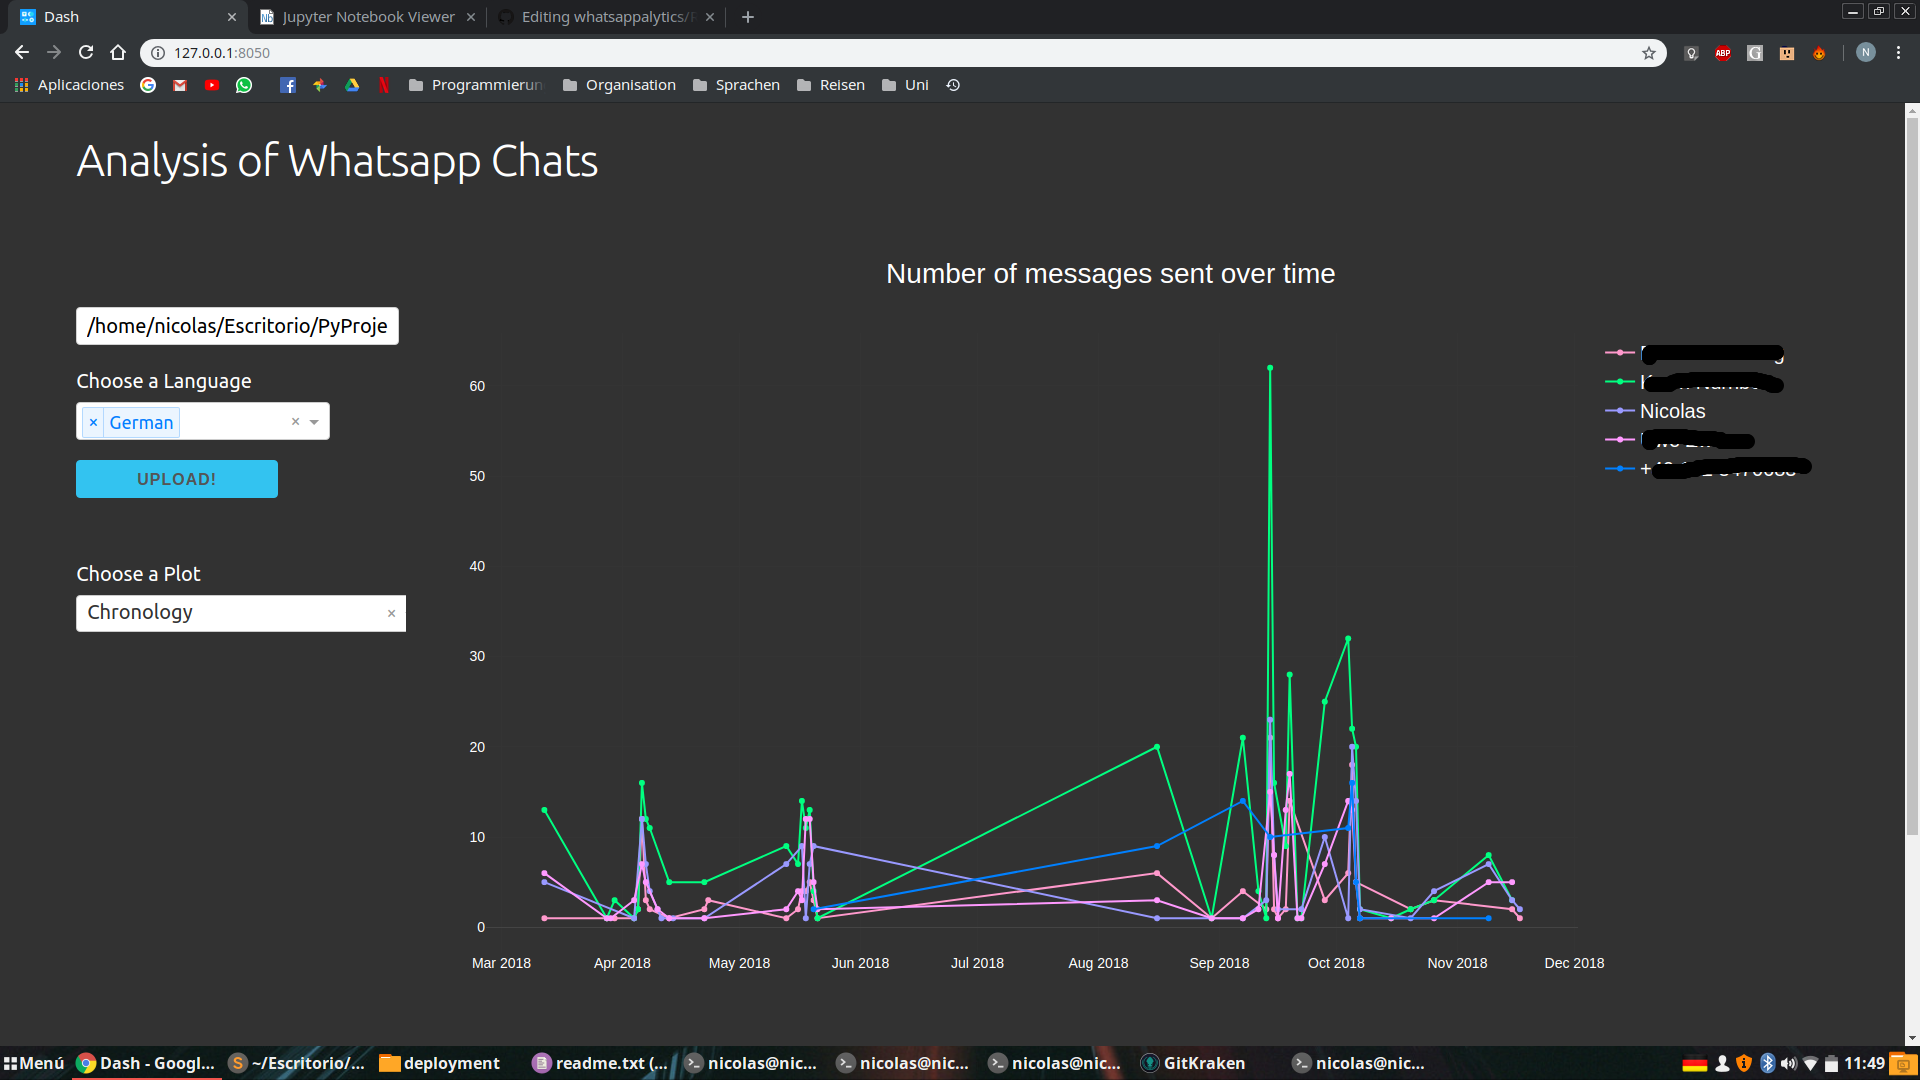 Dash
Jupyter Notebook Viewer
Editing whatsappalytics/
127.0.0.1:8050
ABP
G
N
Aplicaciones
Programmierun
Organisation
Sprachen
Reisen
Uni
Analysis of Whatsapp Chats
Number of messages sent over time
/home/nicolas/Escritorio/PyProje
Choose a Language
× German
UPLOAD!
Choose a Plot
Chronology
60
50
40
30
20
10
0
Mar 2018 Apr 2018 May 2018 Jun 2018 Jul 2018 Aug 2018 Sep 2018 Oct 2018 Nov 2018 Dec 2018
Nicolas
Menú
Dash - Googl...
~/Escritorio/...
deployment
readme.txt (...
nicolas@nic...
nicolas@nic...
nicolas@nic...
GitKraken
nicolas@nic...
11:49